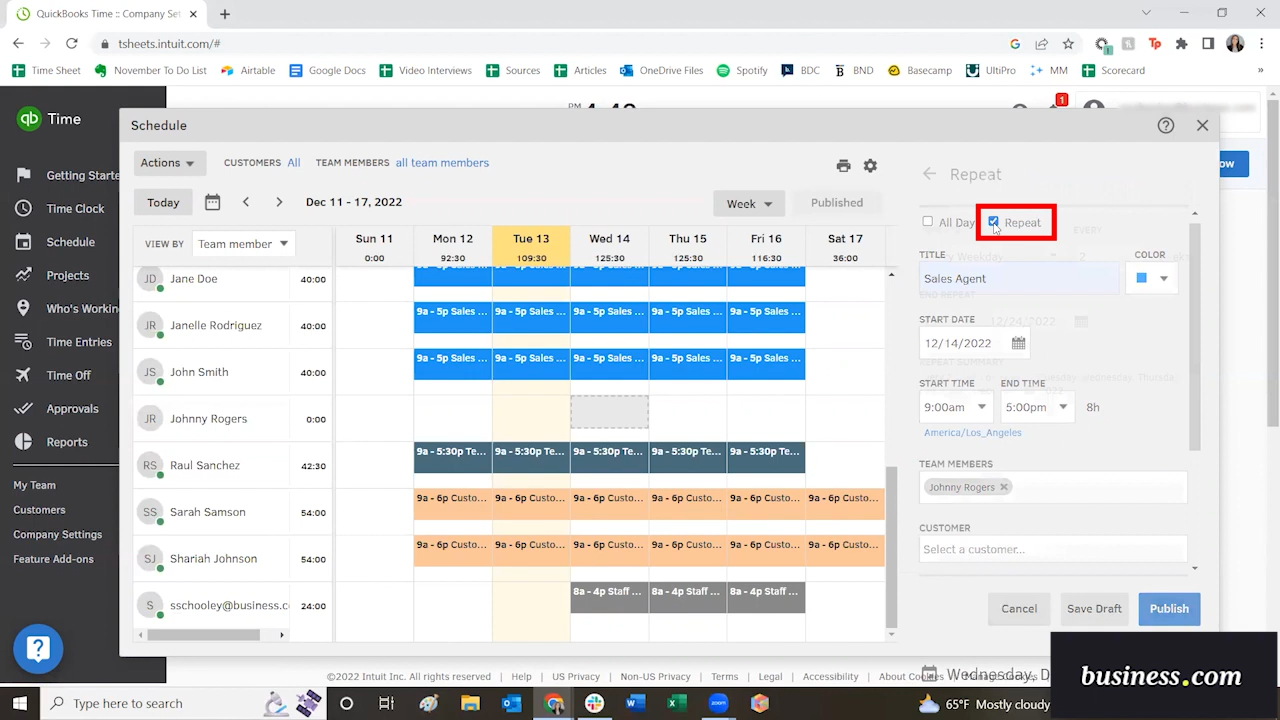 QuickBooks Time :: Company Set
tsheets.intuit.com/#
Time Sheet
November To Do List
Airtable
Google Docs
Video Interviews
Sources
Articles
OneDrive Files
Spotify
BDC
BND
Basecamp
UltiPro
MM
Scorecard
qb Time
PM
1
Schedule
Actions
CUSTOMERS All
TEAM MEMBERS all team members
Repeat
Today
Dec 11 - 17, 2022
Week
Published
VIEW BY Team member
Sun 11
0:00
Mon 12
92:30
Tue 13
109:30
Wed 14
125:30
Thu 15
125:30
Fri 16
116:30
Sat 17
36:00
Getting Starte
Time Clock
Schedule
Projects
Who's Working
Time Entries
Time Off
Approvals
Reports
My Team
Customers
Company Settings
Feature Add-ons
JD Jane Doe 40:00
JR Janelle Rodriguez 40:00
9a - 5p Sales ... 9a - 5p Sales ... 9a - 5p Sales ... 9a - 5p Sales ... 9a - 5p Sales ...
JS John Smith 40:00
9a - 5p Sales ... 9a - 5p Sales ... 9a - 5p Sales ... 9a - 5p Sales ... 9a - 5p Sales ...
JR Johnny Rogers 0:00
RS Raul Sanchez 42:30
9a - 5:30p Te... 9a - 5:30p Te... 9a - 5:30p Te... 9a - 5:30p Te... 9a - 5:30p Te...
SS Sarah Samson 54:00
9a - 6p Custo... 9a - 6p Custo... 9a - 6p Custo... 9a - 6p Custo... 9a - 6p Custo... 9a - 6p Custo...
SJ Shariah Johnson 54:00
9a - 6p Custo... 9a - 6p Custo... 9a - 6p Custo... 9a - 6p Custo... 9a - 6p Custo... 9a - 6p Custo...
S sschooley@business.c 24:00
8a - 4p Staff ... 8a - 4p Staff ... 8a - 4p Staff ...
All Day
Repeat
EVERY
Weekday
2
TITLE
COLOR
Sales Agent
END REPEAT
START DATE
12/24/2022
12/14/2022
REPEAT SUMMARY
START TIME
END TIME
9:00am
5:00pm
8h
America/Los_Angeles
TEAM MEMBERS
Johnny Rogers
CUSTOMER
Select a customer...
Cancel
Save Draft
Publish
© 2022 Intuit Inc. All rights reserved
Help
US Privacy
Non-US Privacy
Terms
Legal
Accessibility
Wednesday, D
business.com
Type here to search
65°F Mostly cloudy